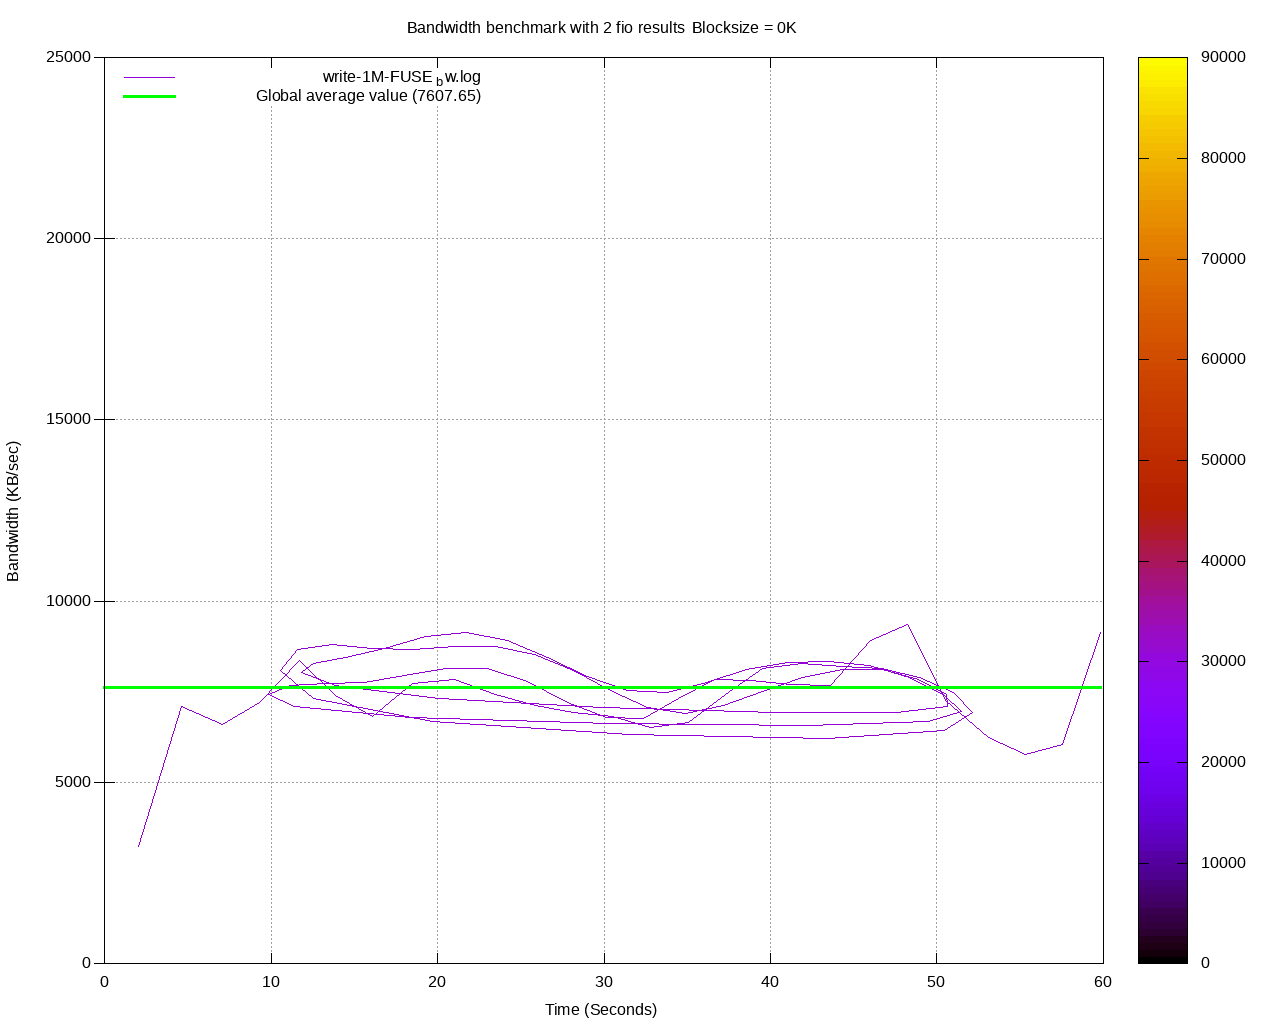 Bandwidth benchmark with 2 fio results Blocksize = 0K
write-1M-FUSE_bw.log
Global average value (7607.65)
Bandwidth (KB/sec)
25000
20000
15000
10000
5000
0
0 10 20 30 40 50 60
Time (Seconds)
90000
80000
70000
60000
50000
40000
30000
20000
10000
0